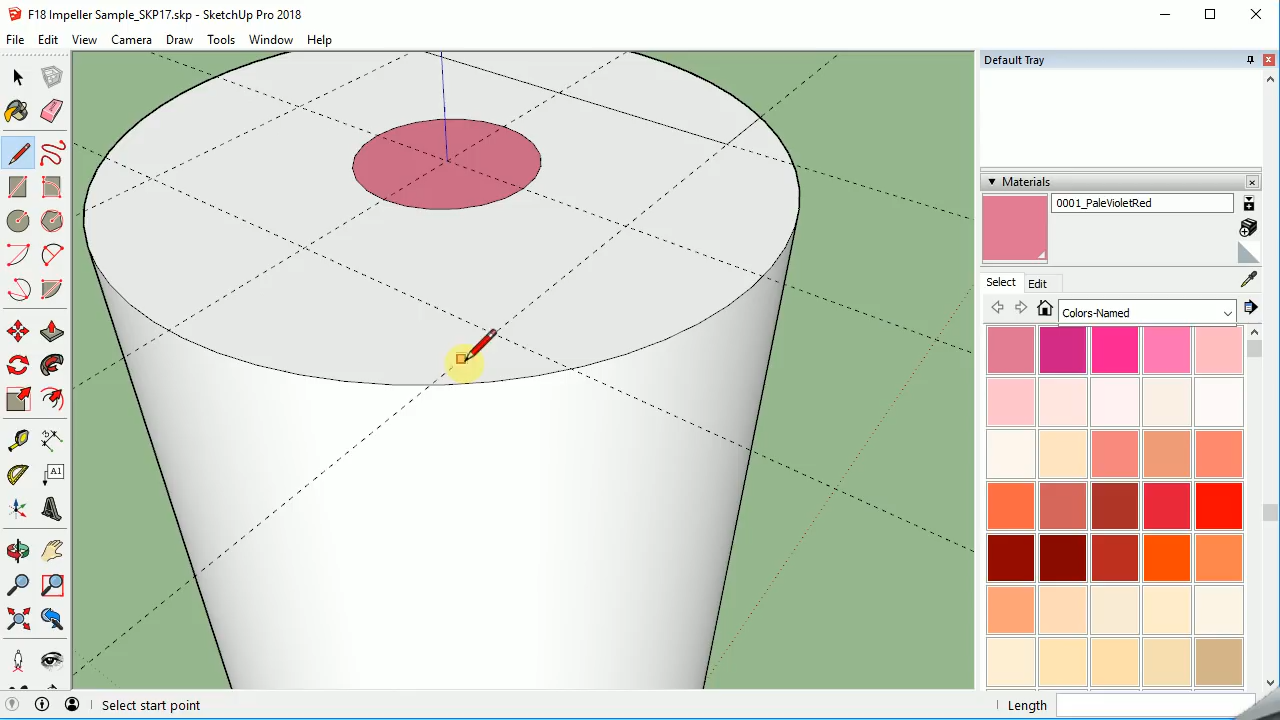 F18 Impeller Sample_SKP17.skp - SketchUp Pro 2018
File Edit View Camera Draw Tools Window Help
Default Tray
Materials
0001_PaleVioletRed
Select Edit
Colors-Named
A1
Select start point
Length